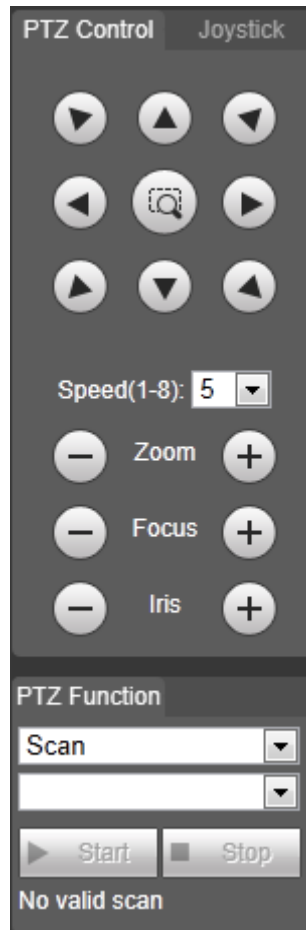 PTZ Control Joystick
Speed(1-8): 5
Zoom
Focus
Iris
PTZ Function
Scan
Start Stop
No valid scan